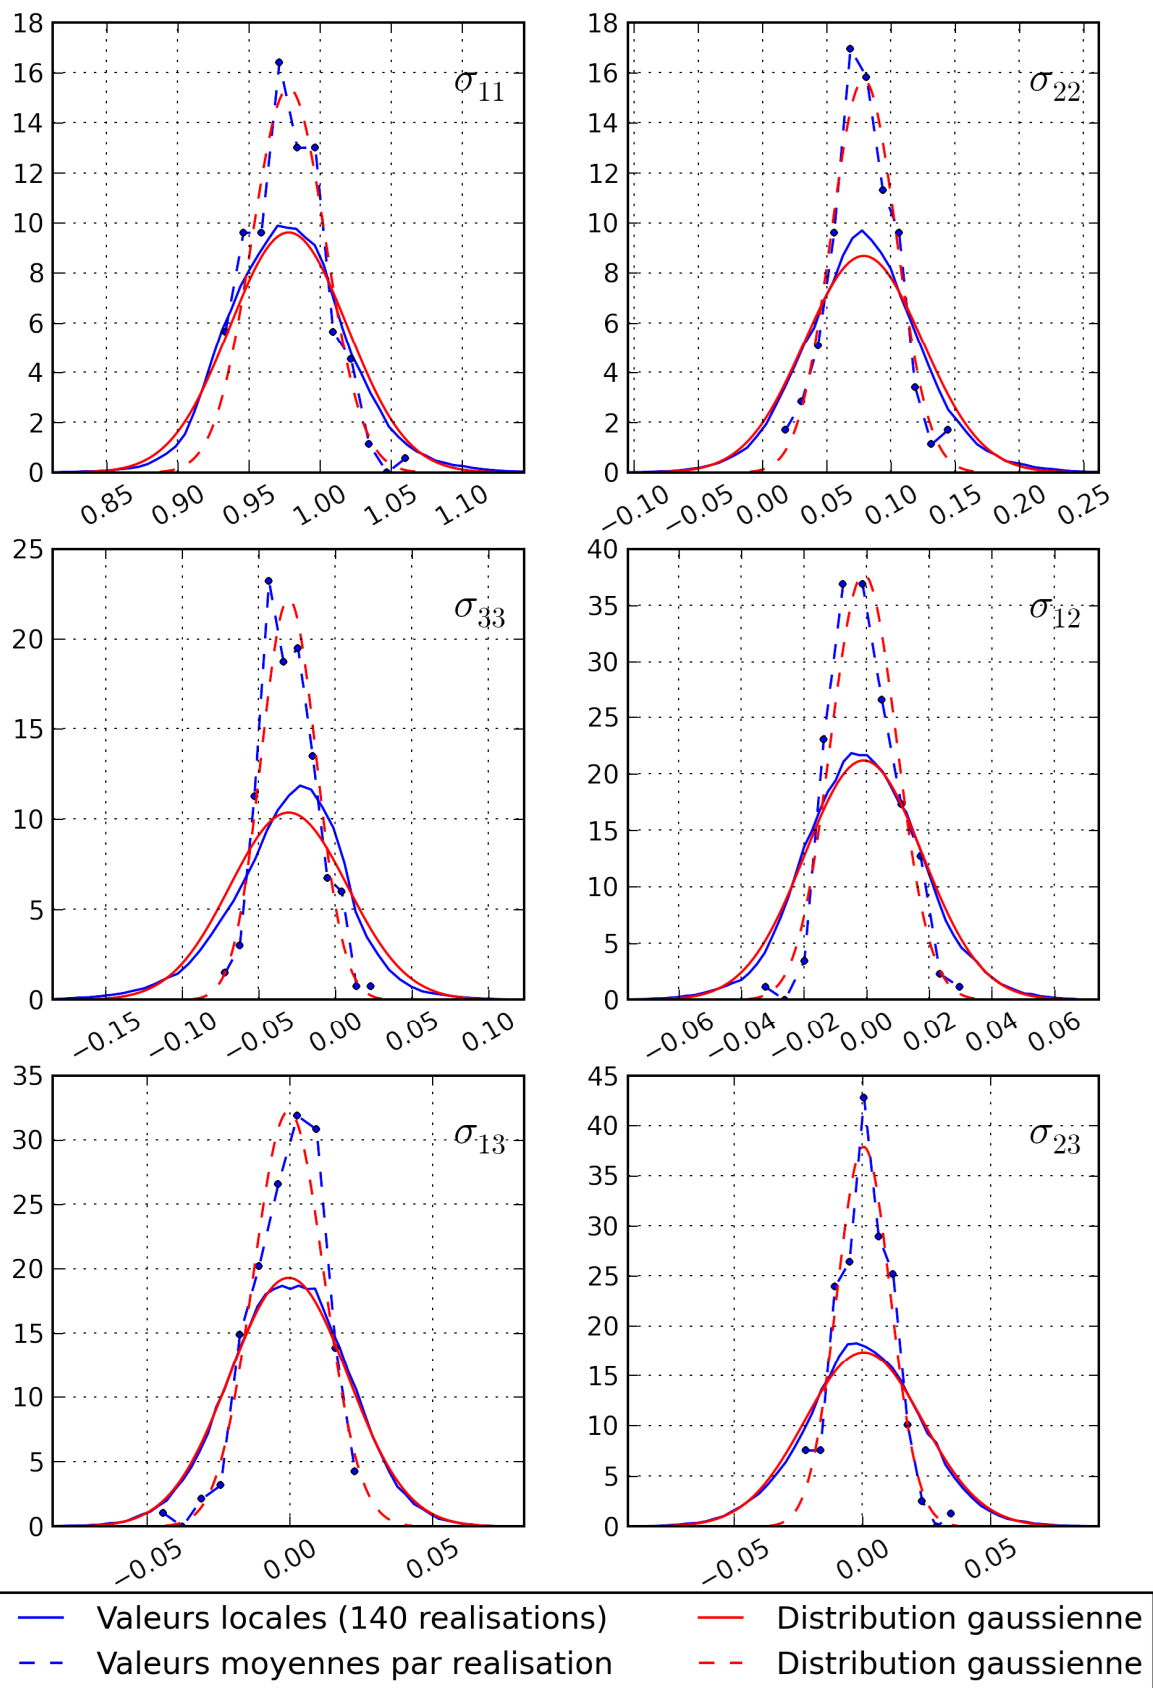 18 16 14 12 10 8 6 4 2 0
σ11
0.85 0.90 0.95 1.00 1.05 1.10
18 16 14 12 10 8 6 4 2 0
σ22
−0.10 −0.05 0.00 0.05 0.10 0.15 0.20 0.25
25 20 15 10 5 0
σ33
−0.15 −0.10 −0.05 0.00 0.05 0.10
40 35 30 25 20 15 10 5 0
σ12
−0.06 −0.04 −0.02 0.00 0.02 0.04 0.06
35 30 25 20 15 10 5 0
σ13
−0.05 0.00 0.05
45 40 35 30 25 20 15 10 5 0
σ23
−0.05 0.00 0.05
Valeurs locales (140 realisations) Distribution gaussienne
Valeurs moyennes par realisation Distribution gaussienne